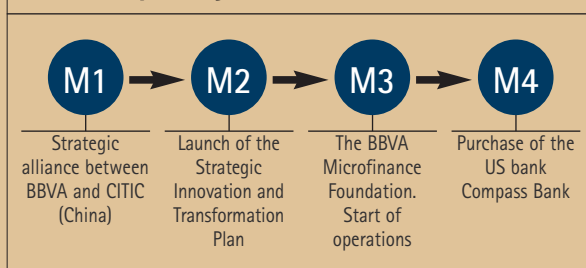 M1
M2
M3
M4
Strategic
alliance between
BBVA and CITIC
(China)
Launch of the
Strategic
Innovation and
Transformation
Plan
The BBVA
Microfinance
Foundation.
Start of
operations
Purchase of the
US bank
Compass Bank